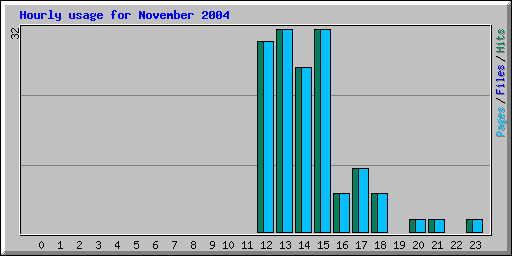 Hourly usage for November 2004
32
Pages/Files/Hits
0 1 2 3 4 5 6 7 8 9 10 11 12 13 14 15 16 17 18 19 20 21 22 23